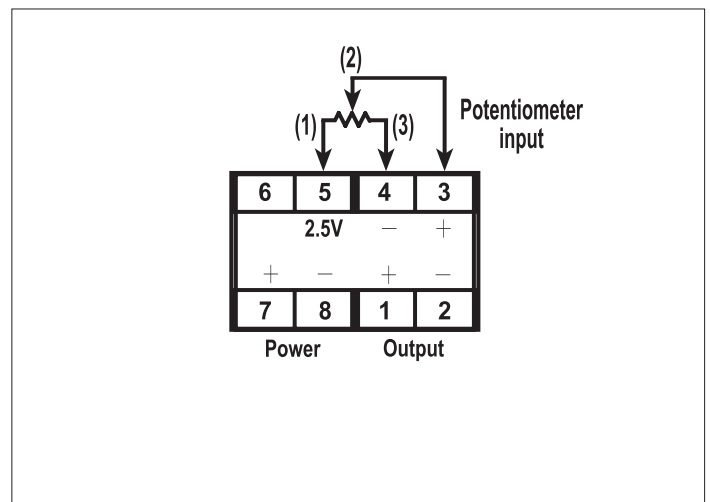 (2)
(1) (3)
Potentiometer
input
6 5 4 3
2.5V − +
+ − + −
7 8 1 2
Power Output